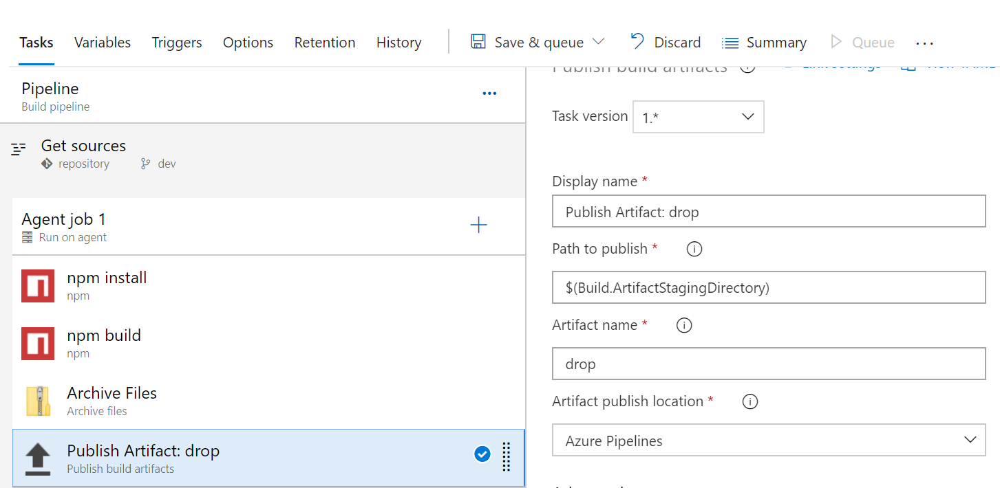 Tasks Variables Triggers Options Retention History Save & queue Discard Summary Queue ...
Pipeline
Build pipeline
Get sources
repository dev
Agent job 1
Run on agent
npm install
npm
npm build
npm
Archive Files
Archive files
Publish Artifact: drop
Publish build artifacts
Publish build artifacts
Task version 1.*
Display name *
Publish Artifact: drop
Path to publish *
$(Build.ArtifactStagingDirectory)
Artifact name *
drop
Artifact publish location *
Azure Pipelines